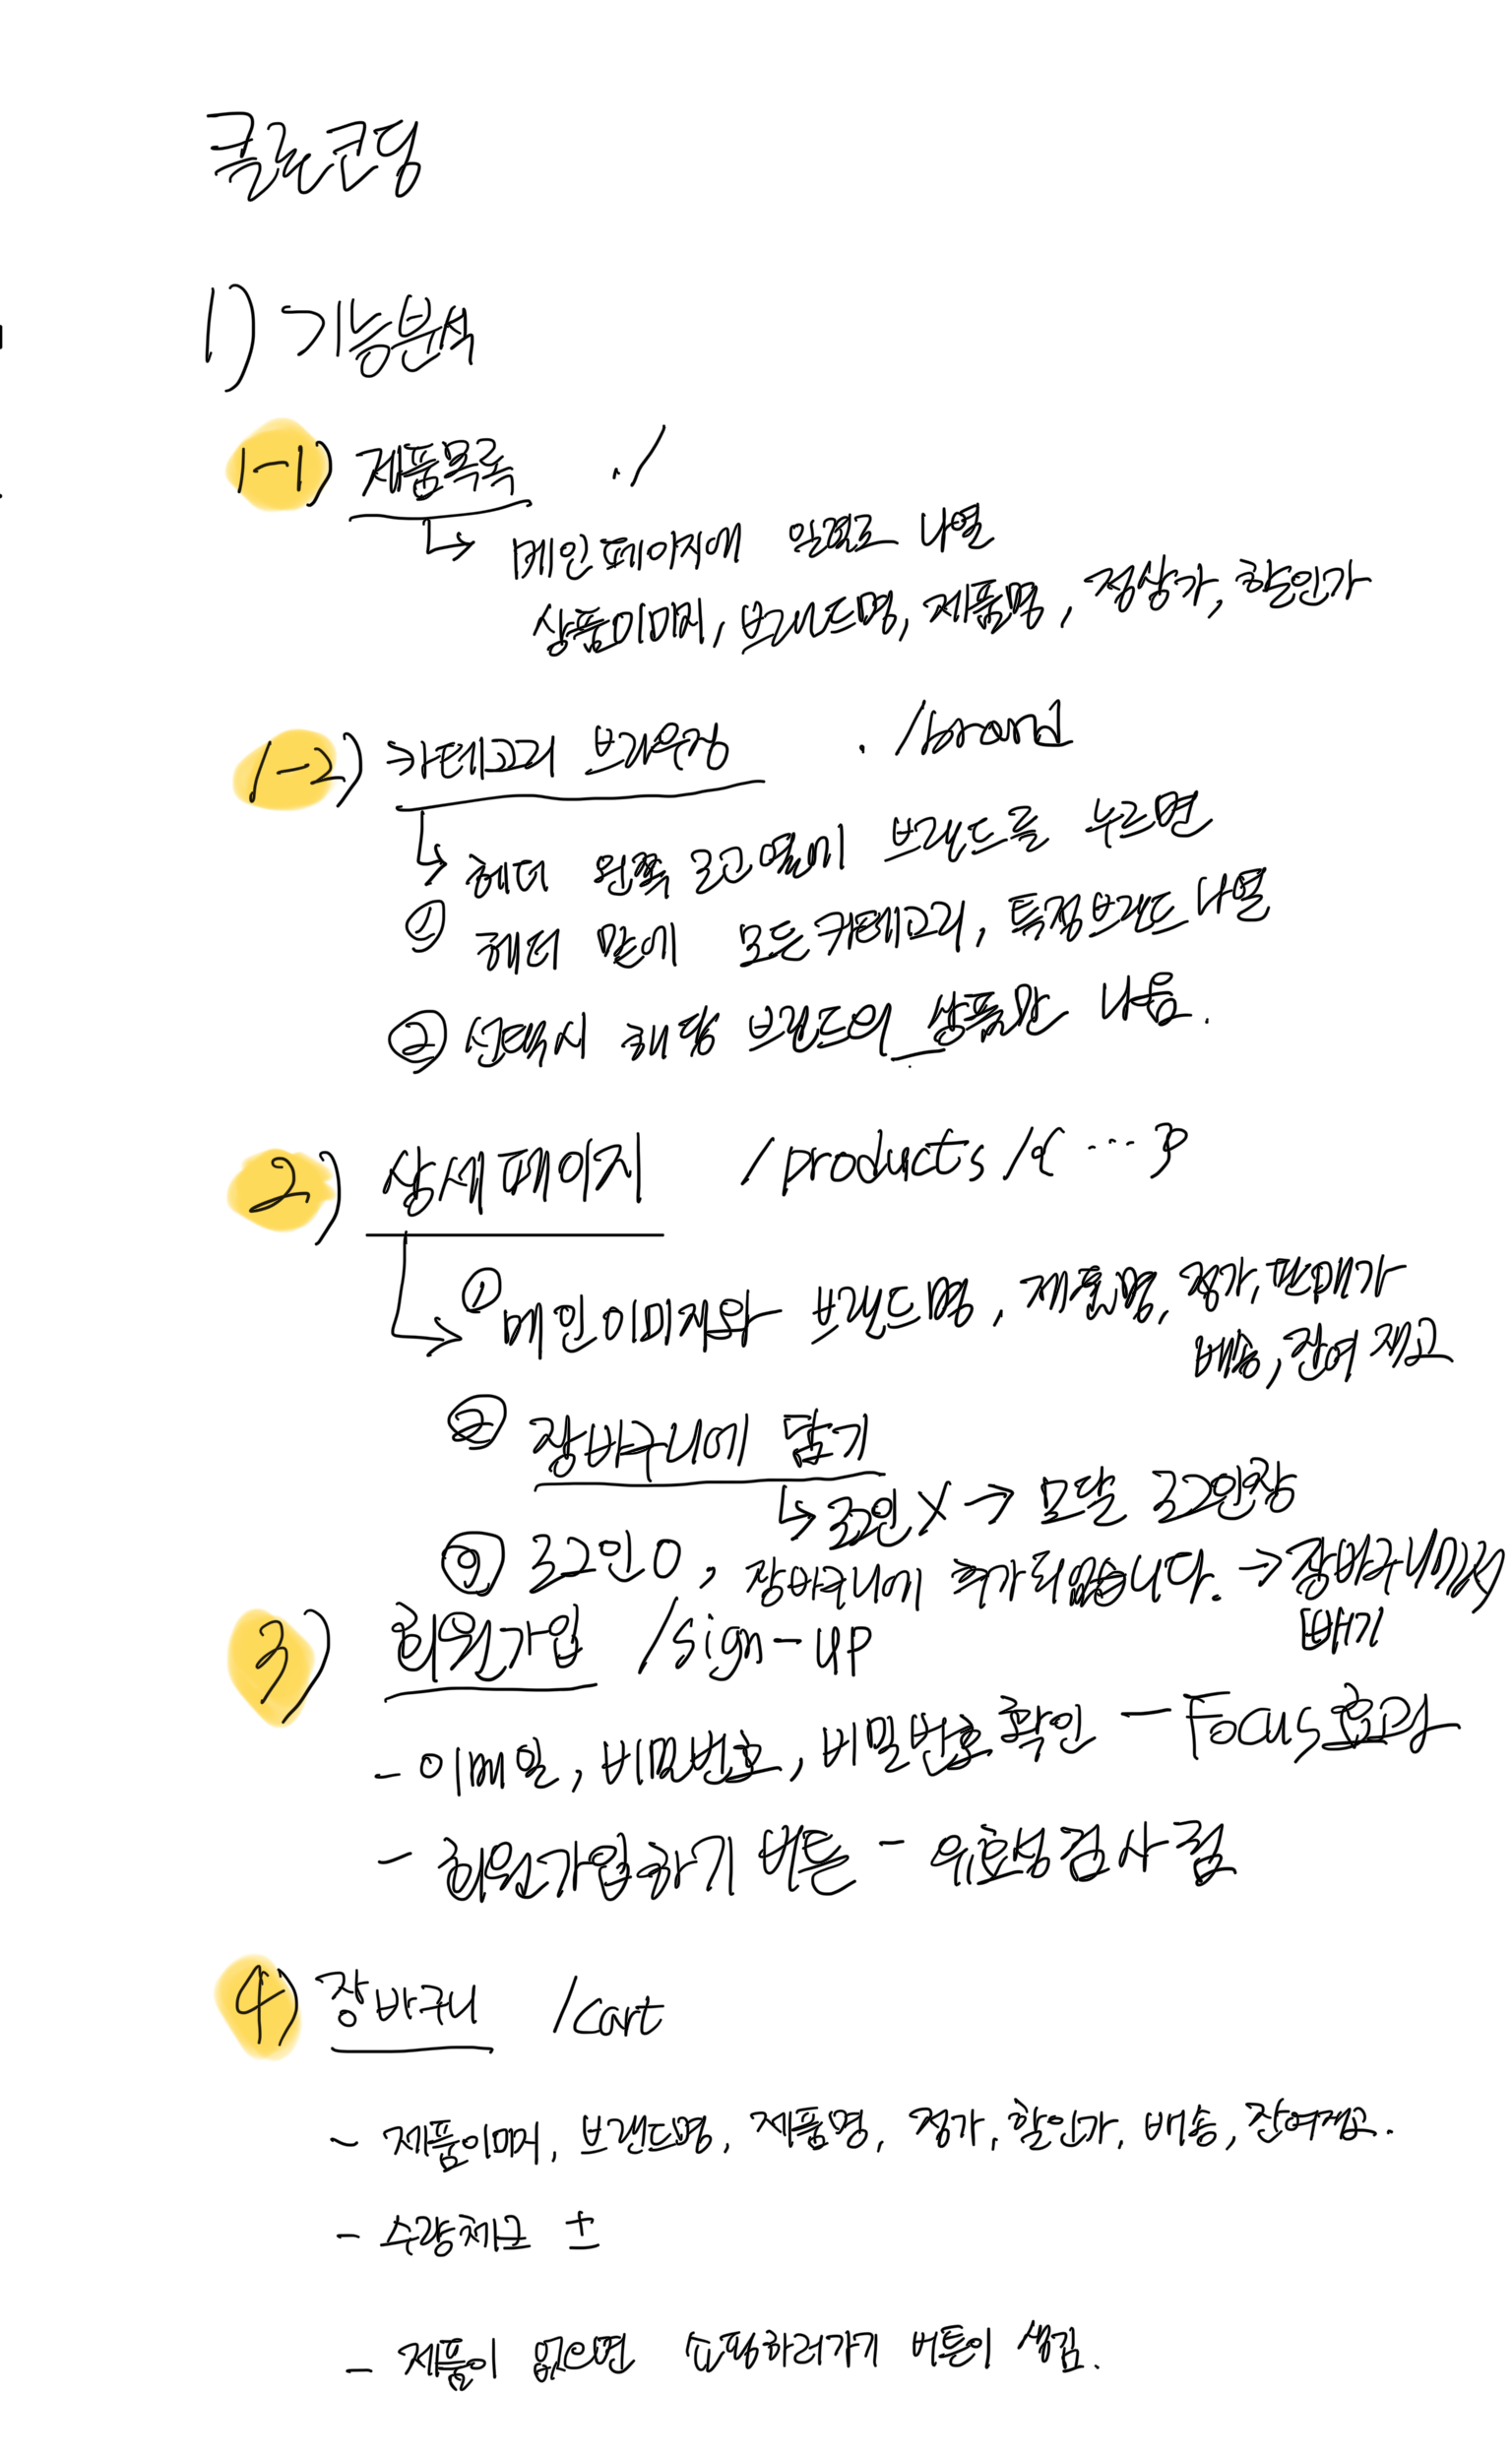 클론코딩
1) 기능분석
1-1) 제품목록 . /
↳ 메인페이지에 일렬로 나열
상품이미지, 브랜드명, 제품명, 정상가, 할인가
1-2) 카테고리 브라우징 . /brand
↳ 헤더 왼쪽 로고옆에 브랜드를 누르면
① 헤더 밑에 모든카테고리, 특정브랜드 나열
② 선택시 해당 브랜드의 상품만 나옴.
2) 상세페이지 /products/{ ... }
↳ ① 메인이미지와 브랜드명, 제품명 정가, 판매가
배송, 잔여 재고
② 장바구니에 담기
↳ 로그인 X → 모달 로그인창
③ 로그인 O, 장바구니에 추가되었습니다. → 장바구니에서
빼기
3) 회원가입 /sign-up
- 이메일, 비밀번호, 비밀번호 확인 - Focus효과
- 회원가입하기 버튼 - 유효성검사됨
4) 장바구니 /cart
- 제품이미지, 브랜드명, 제품명, 정가, 할인가, 배송, 잔여재고.
- 수량체크 ±
- 제품이 없으면 쇼핑하러가기 버튼이 생김.